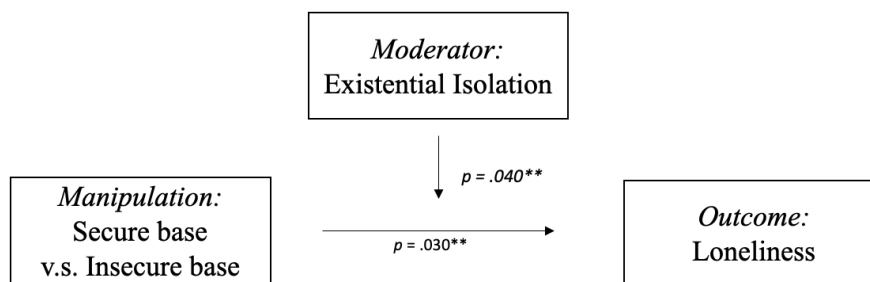 Moderator:
Existential Isolation
p = .040**
Manipulation:
Secure base
v.s. Insecure base
p = .030**
Outcome:
Loneliness